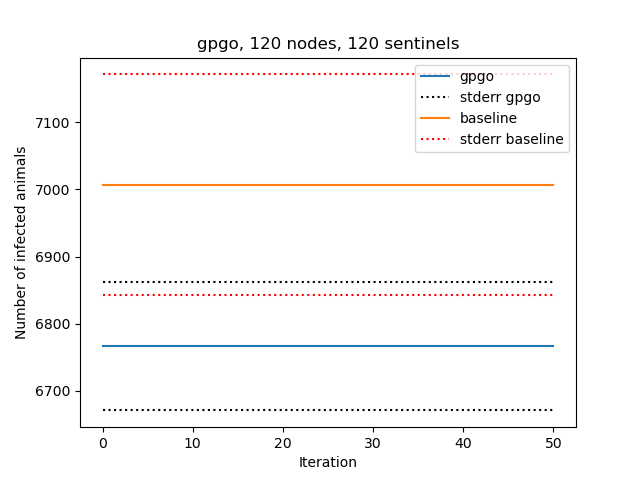 gpgo, 120 nodes, 120 sentinels
gpgo
stderr gpgo
baseline
stderr baseline
7100
7000
6900
6800
6700
Number of infected animals
0 10 20 30 40 50
Iteration